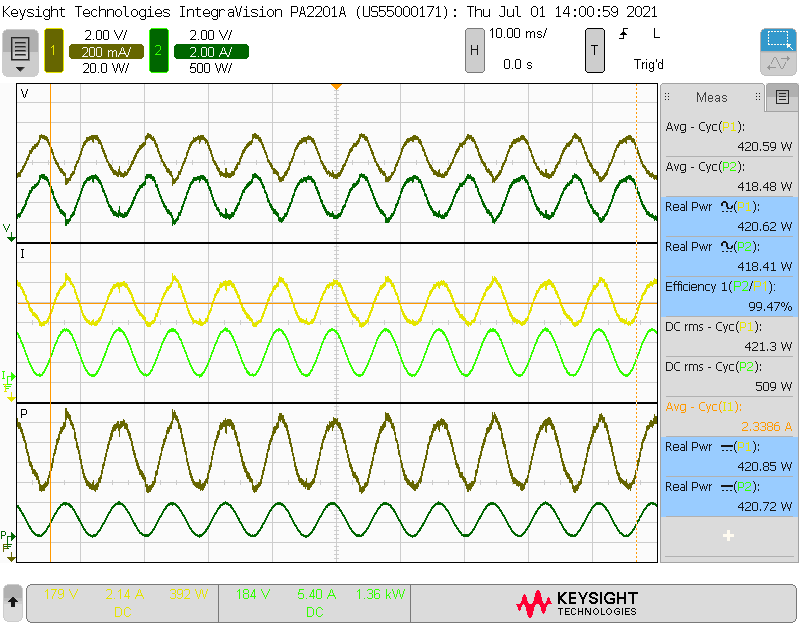 Keysight Technologies IntegraVision PA2201A (US55000171): Thu Jul 01 14:00:59 2021
1 2.00 V/ 200 mA/ 20.0 W/
2 2.00 V/ 2.00 A/ 500 W/
H 10.00 ms/ 0.0 s
T L Trig'd
V
V
I
I
P
P
Meas
Avg - Cyc(P1):
420.59 W
Avg - Cyc(P2):
418.48 W
Real Pwr (P1):
420.62 W
Real Pwr (P2):
418.41 W
Efficiency 1(P2/P1):
99.47%
DC rms - Cyc(P1):
421.3 W
DC rms - Cyc(P2):
509 W
Avg - Cyc(I1):
2.3386 A
Real Pwr (P1):
420.85 W
Real Pwr (P2):
420.72 W
179 V 2.14 A 392 W 184 V 5.40 A 1.36 kW
DC DC
KEYSIGHT
TECHNOLOGIES